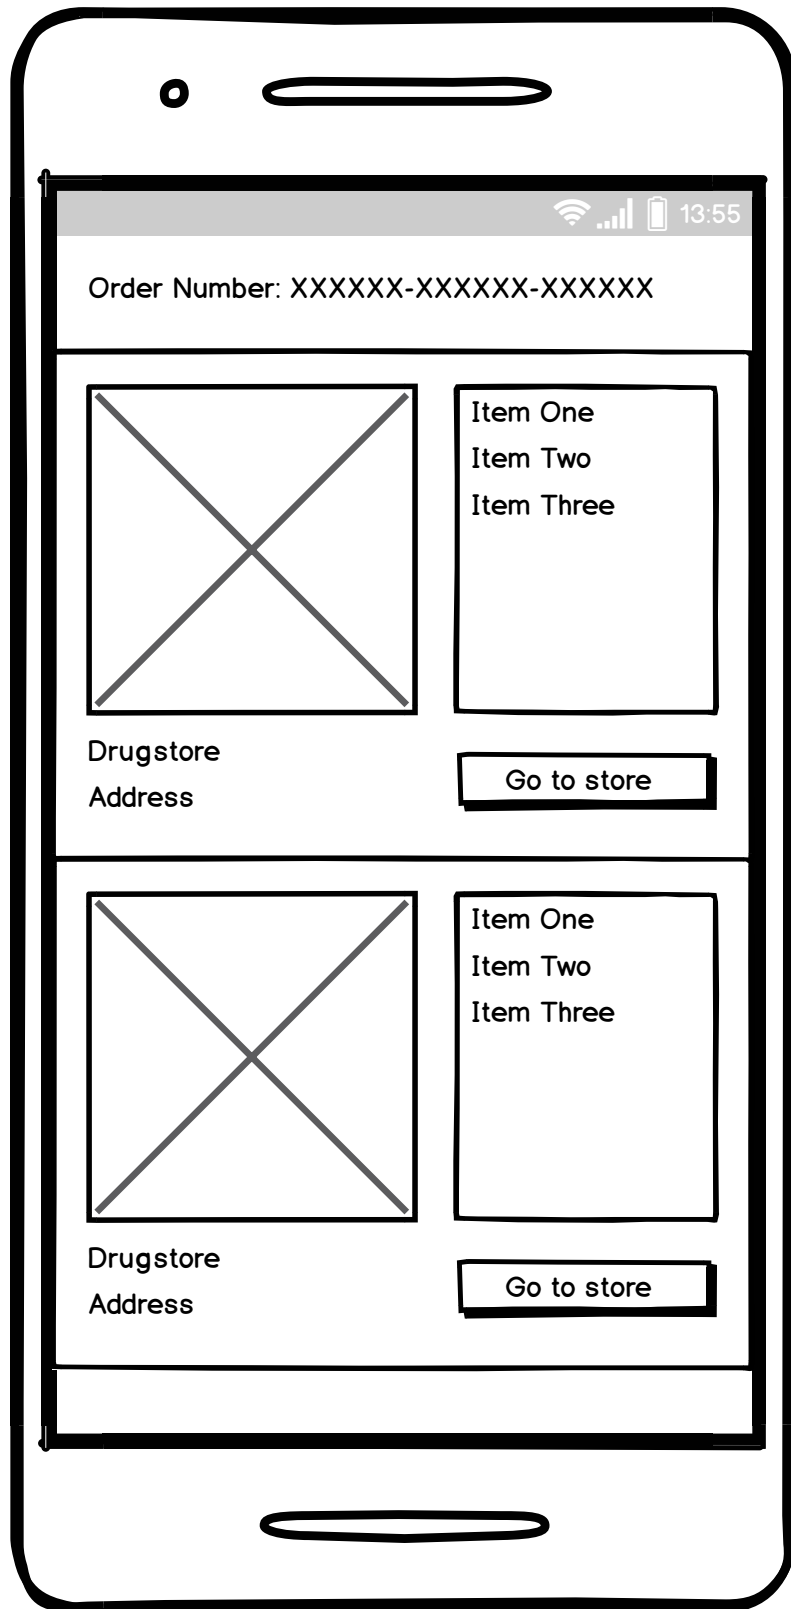 13:55
Order Number: XXXXXX-XXXXXX-XXXXXX
Item One
Item Two
Item Three
Drugstore
Address
Go to store
Item One
Item Two
Item Three
Drugstore
Address
Go to store